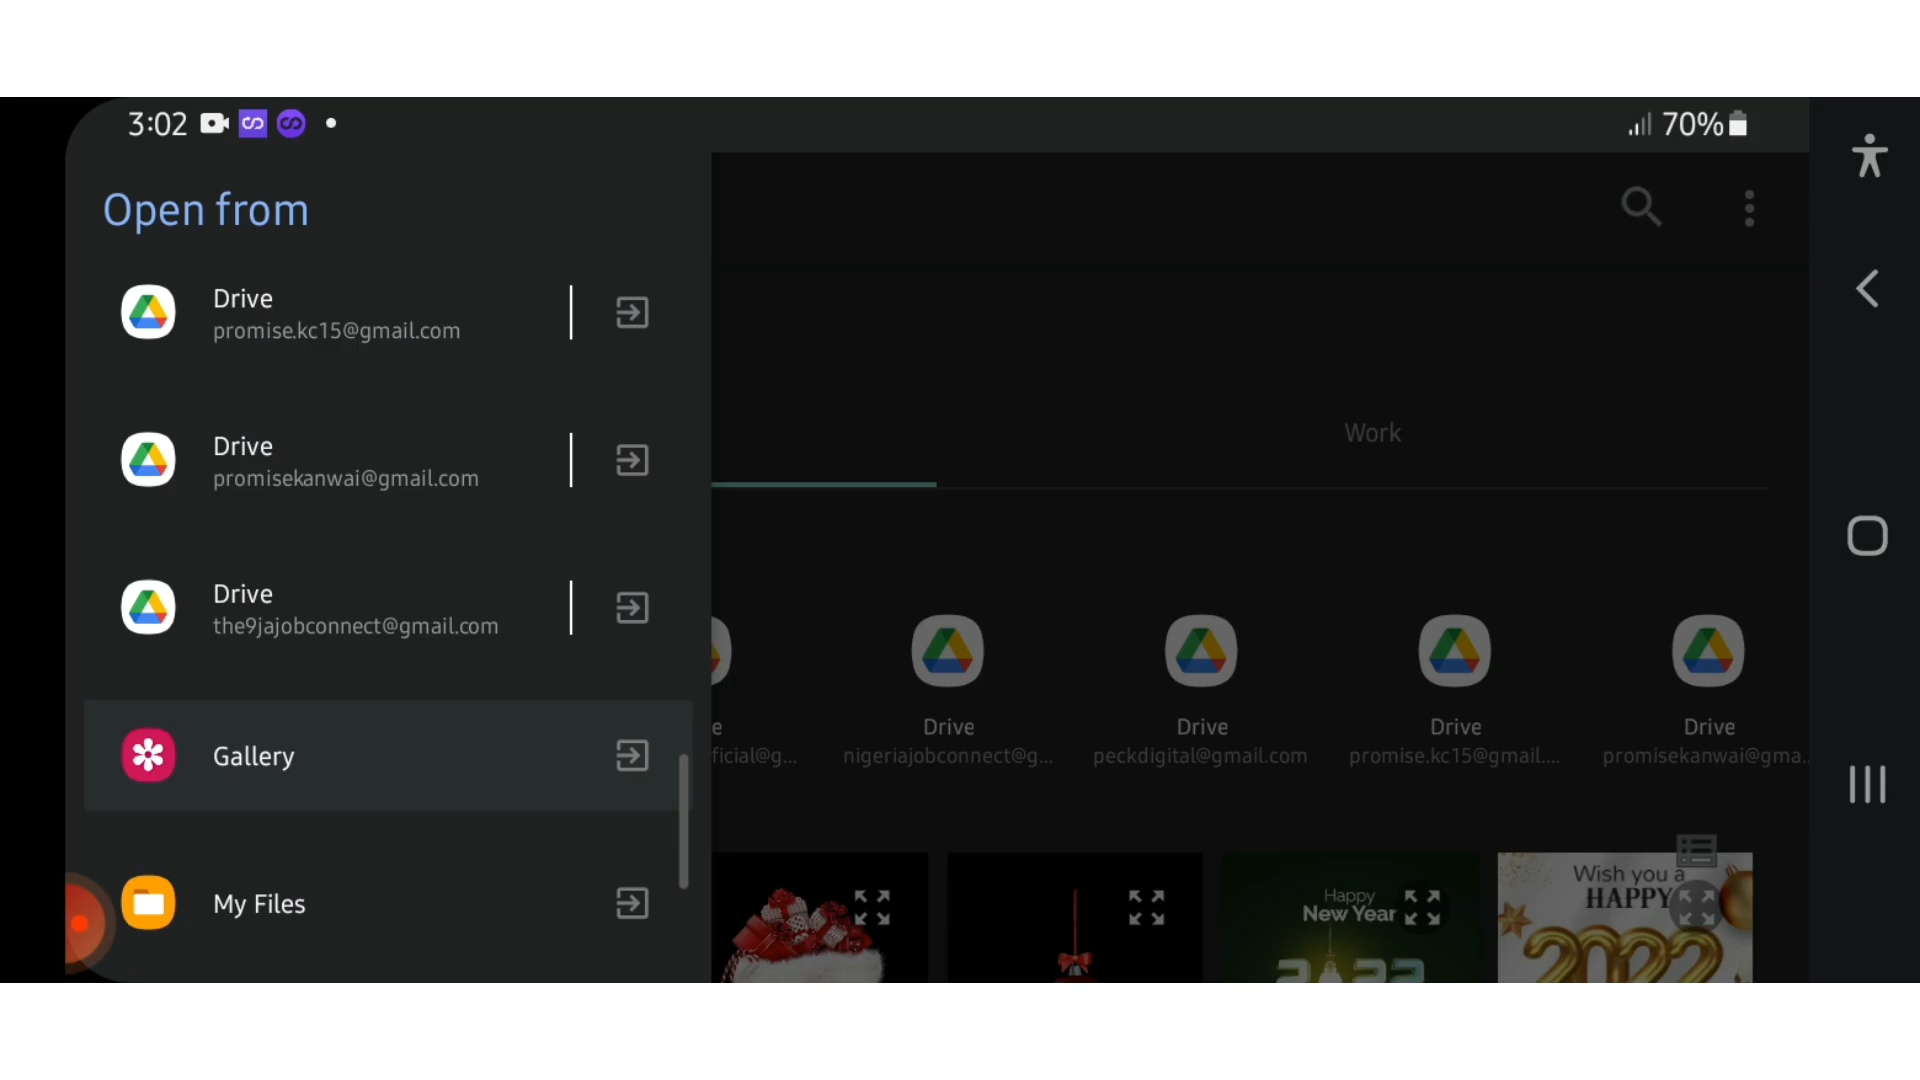 3:02
70%
Open from
Drive
promise.kc15@gmail.com
Drive
promisekanwai@gmail.com
Drive
the9jajobconnect@gmail.com
Gallery
My Files
Work
e
ficial@g...
Drive
nigeriajobconnect@g...
Drive
peckdigital@gmail.com
Drive
promise.kc15@gmail....
Drive
promisekanwai@gma..
Happy
New Year
2022
Wish you a
HAPPY
2022